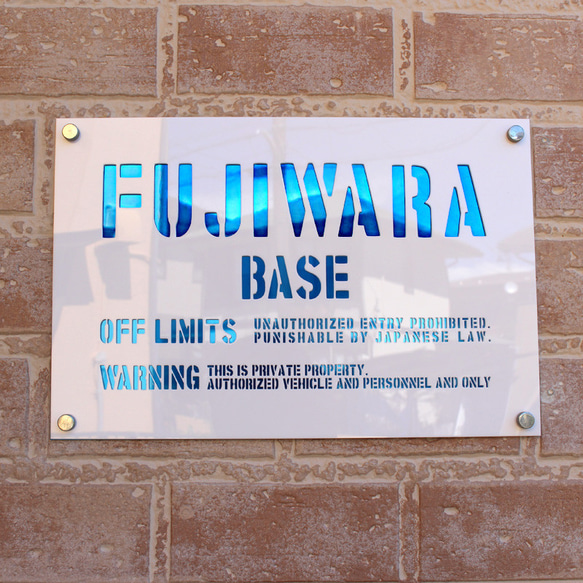 FUJIWARA
BASE
OFF LIMITS UNAUTHORIZED ENTRY PROHIBITED.
PUNISHABLE BY JAPANESE LAW.
WARNING THIS IS PRIVATE PROPERTY.
AUTHORIZED VEHICLE AND PERSONNEL AND ONLY